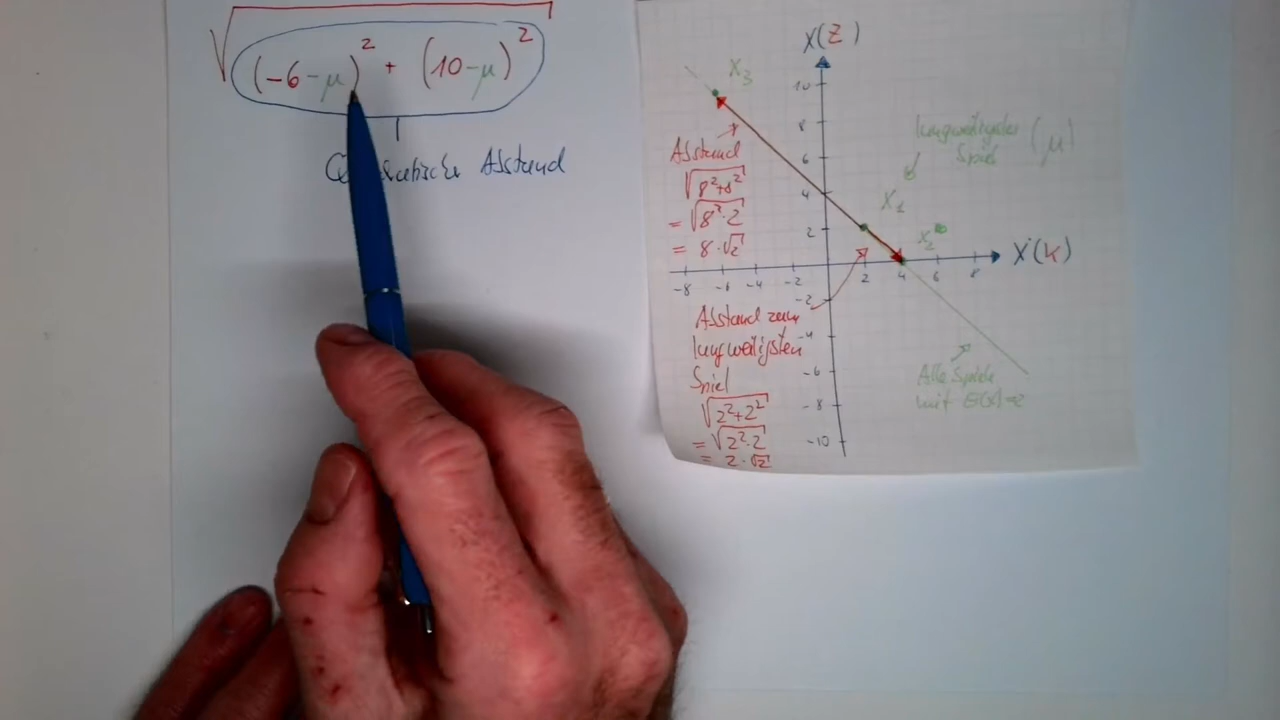 √((-6-μ)² + (10-μ)²)
Abstand
X(Z)
10
8
6
4
2
-2
-4
-6
-8
-10
-8 -6 -4 -2 2 4 6 8
X(K)
X₃
X₁
X₂
langweiligstes
Spiel (μ)
Abstand
√(8²+8²)
= √(8²·2)
= 8·√2
Abstand zum
langweiligsten
Spiel
√(2²+2²)
= √(2²·2)
= 2·√2
Alle Spiele
mit E(X)=2